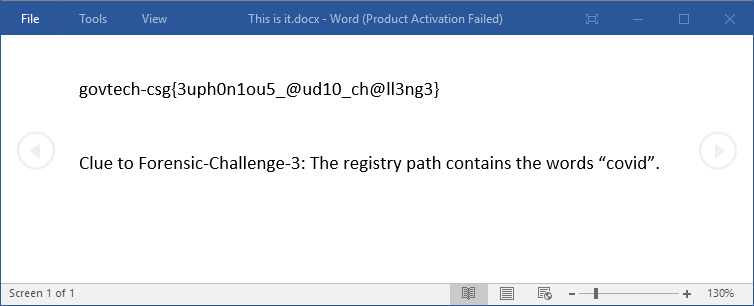 File Tools View This is it.docx - Word (Product Activation Failed)
govtech-csg{3uph0n1ou5_@ud10_ch@ll3ng3}
Clue to Forensic-Challenge-3: The registry path contains the words “covid”.
Screen 1 of 1 130%